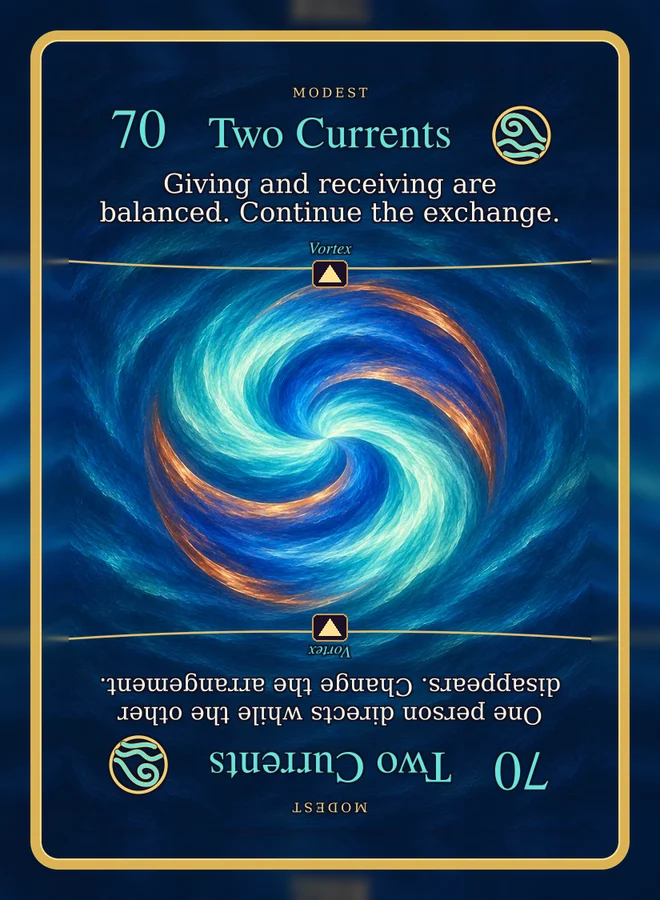 MODEST
70 Two Currents
Giving and receiving are
balanced. Continue the exchange.
Vortex
Vortex
One person directs while the other
disappears. Change the arrangement.
70 Two Currents
MODEST